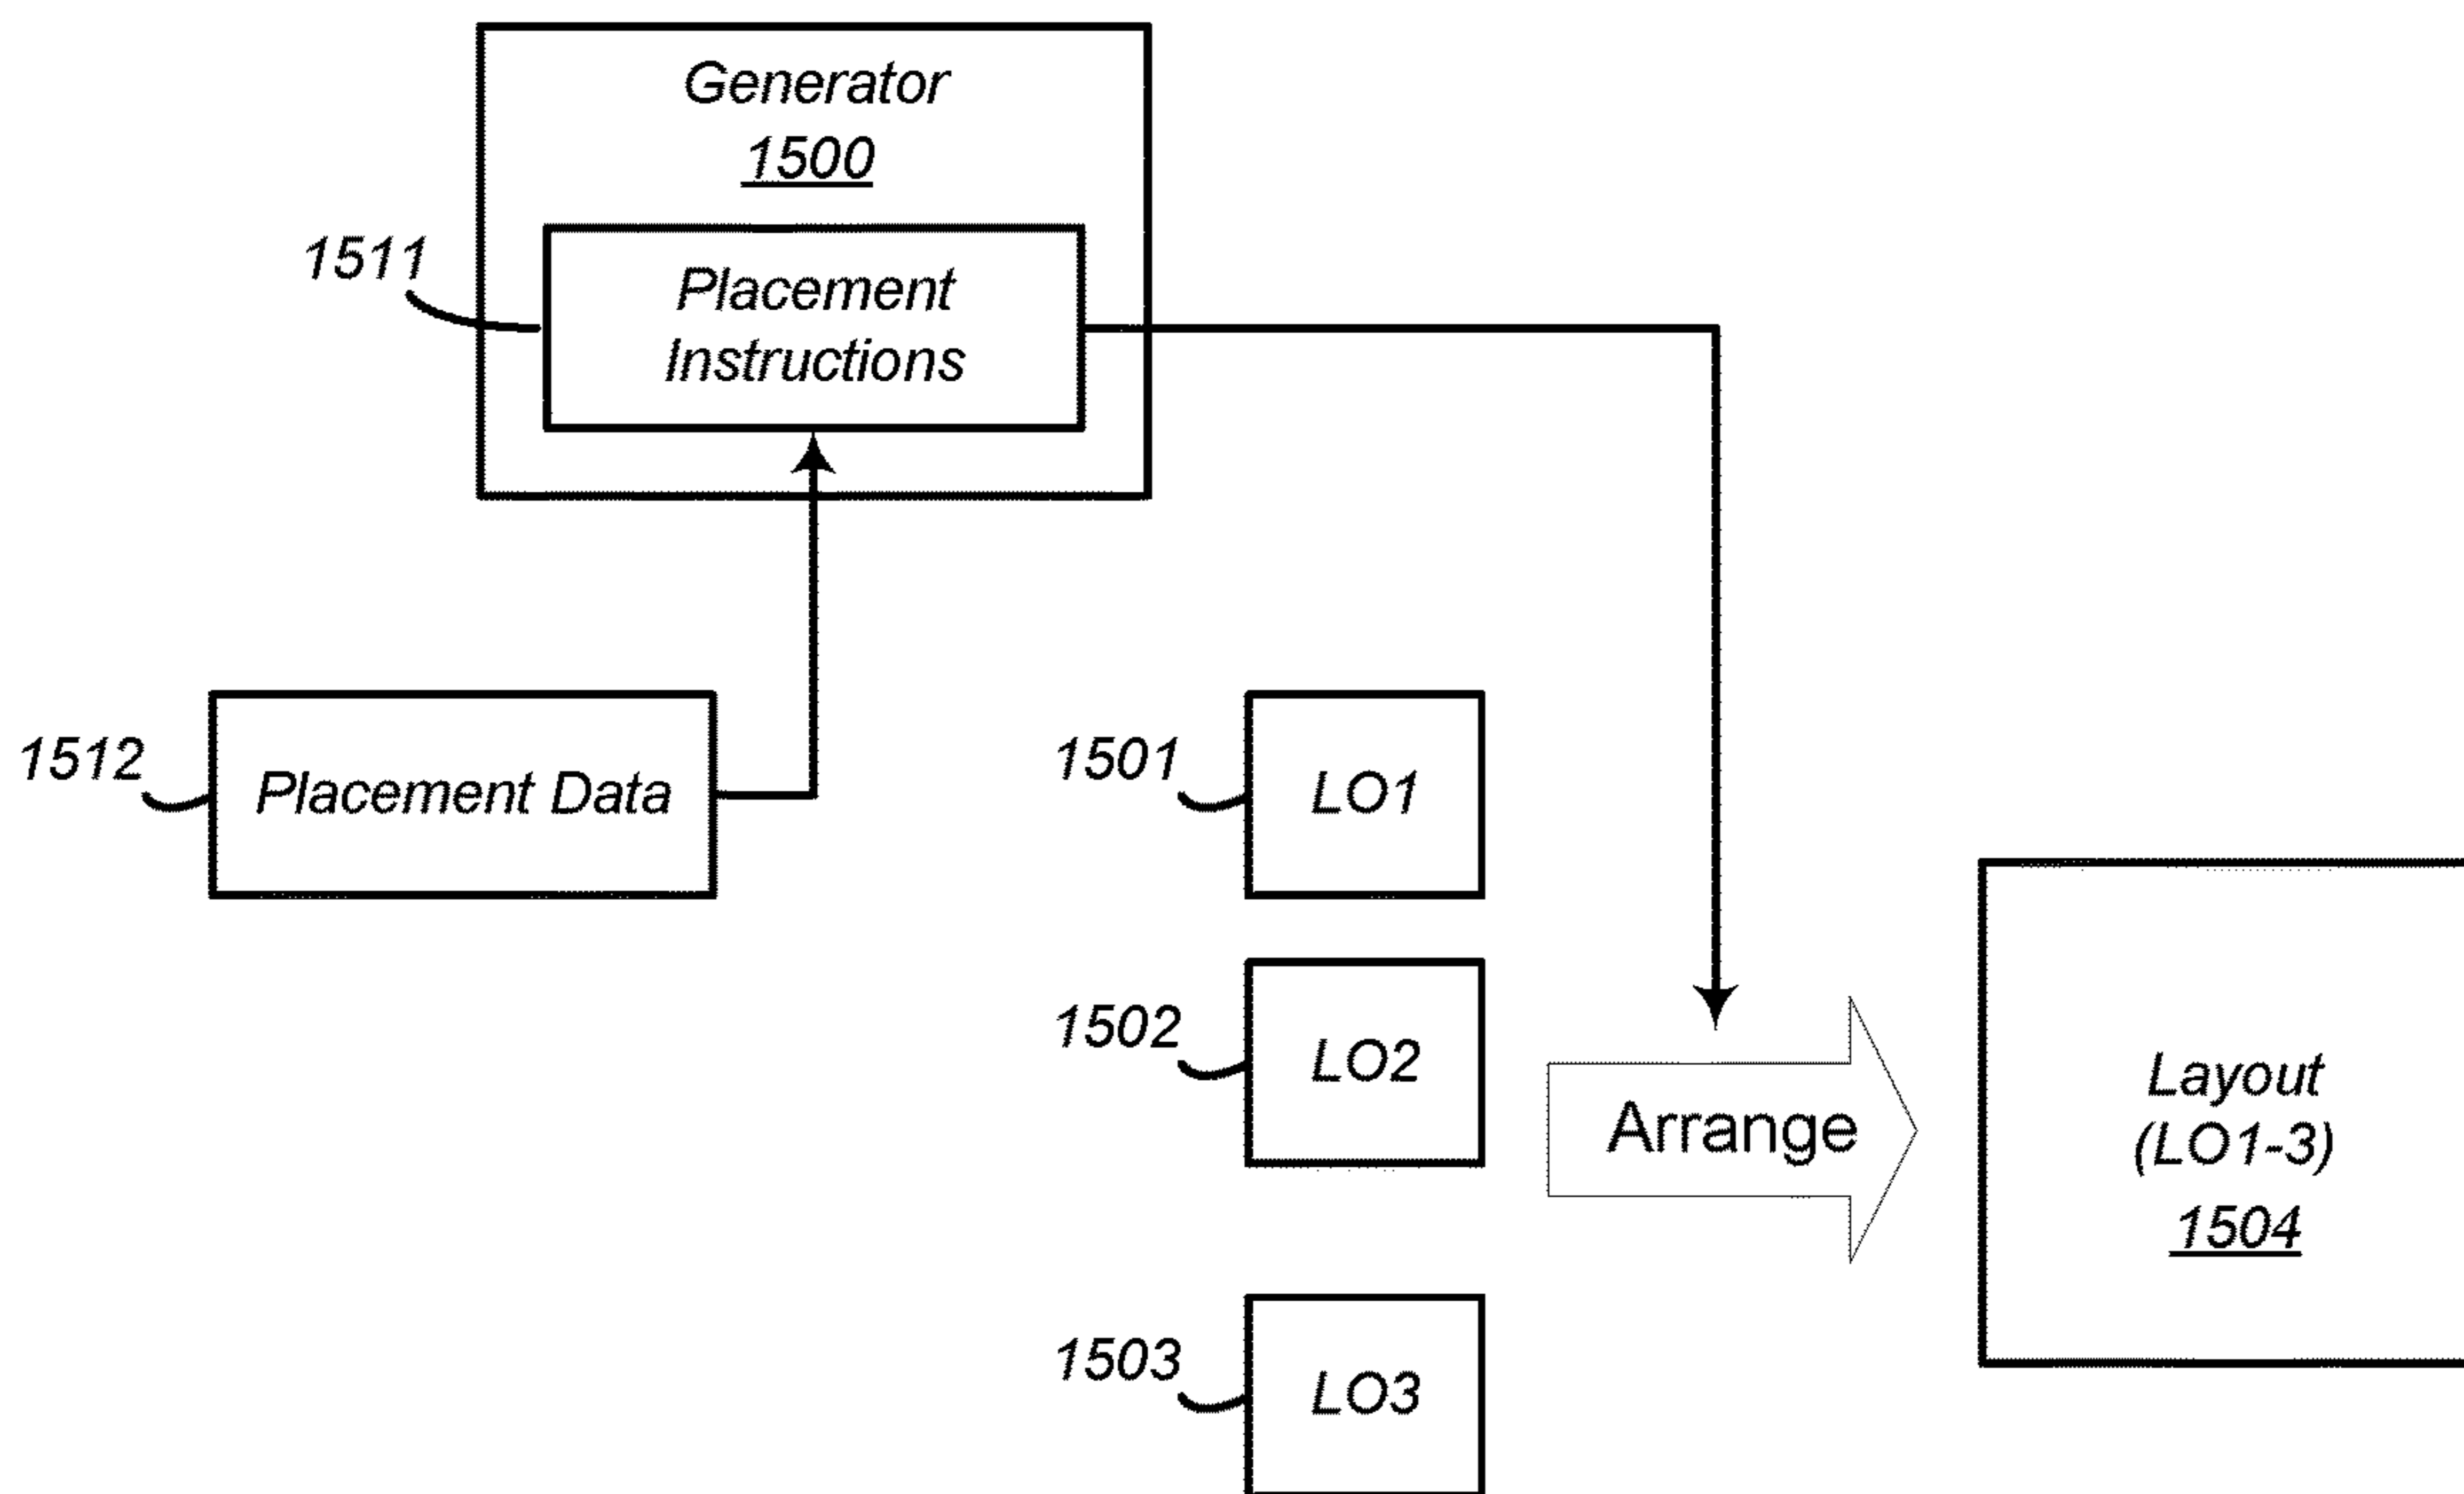 Generator
1500
1511
Placement
Instructions
1512
Placement Data
1501
LO1
1502
LO2
Arrange
Layout
(LO1-3)
1504
1503
LO3